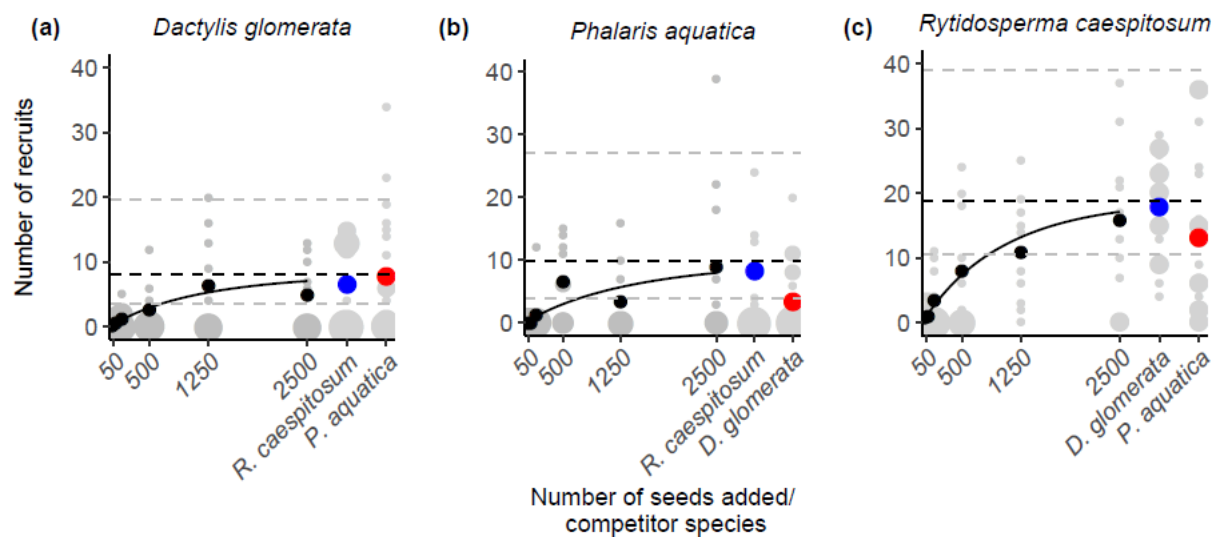 (a) Dactylis glomerata
(b) Phalaris aquatica
(c) Rytidosperma caespitosum
Number of recruits
40
30
20
10
0
50
500
1250
2500
R. caespitosum
P. aquatica
40
30
20
10
0
50
500
1250
2500
R. caespitosum
D. glomerata
40
30
20
10
0
50
500
1250
2500
D. glomerata
P. aquatica
Number of seeds added/
competitor species